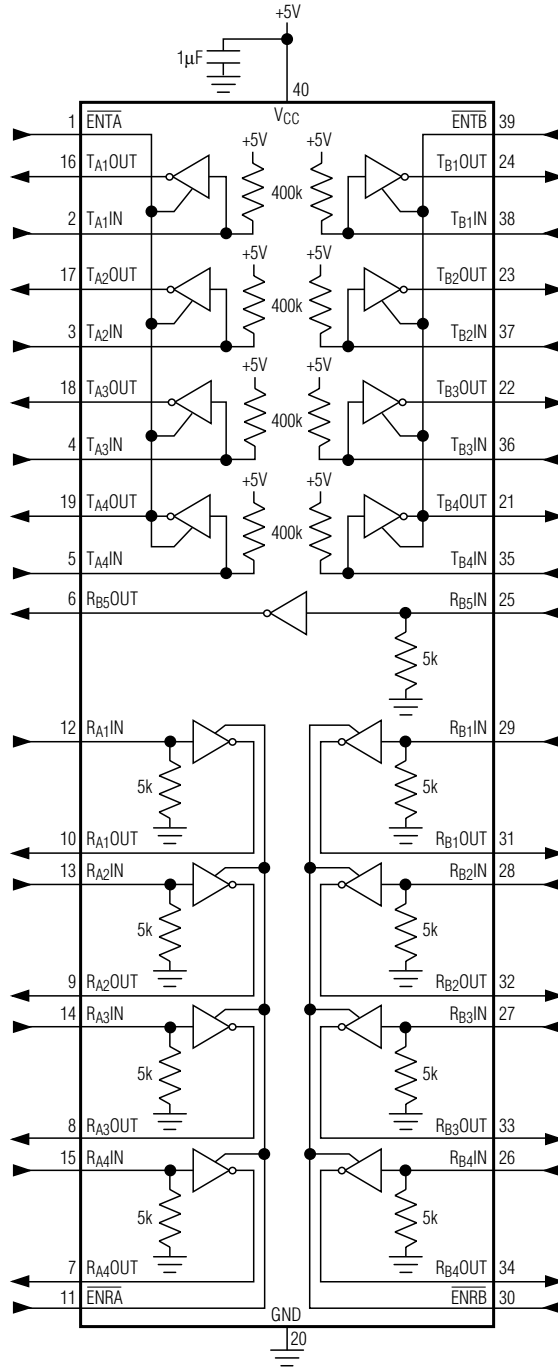 +5V
1µF
40
VCC
1 ENTA ENTB 39
16 TA1OUT +5V +5V TB1OUT 24
400k
2 TA1IN TB1IN 38
17 TA2OUT +5V +5V TB2OUT 23
400k
3 TA2IN TB2IN 37
18 TA3OUT +5V +5V TB3OUT 22
400k
4 TA3IN TB3IN 36
19 TA4OUT +5V +5V TB4OUT 21
400k
5 TA4IN TB4IN 35
6 RB5OUT RB5IN 25
5k
12 RA1IN RB1IN 29
5k 5k
10 RA1OUT RB1OUT 31
13 RA2IN RB2IN 28
5k 5k
9 RA2OUT RB2OUT 32
14 RA3IN RB3IN 27
5k 5k
8 RA3OUT RB3OUT 33
15 RA4IN RB4IN 26
5k 5k
7 RA4OUT RB4OUT 34
11 ENRA ENRB 30
GND
20